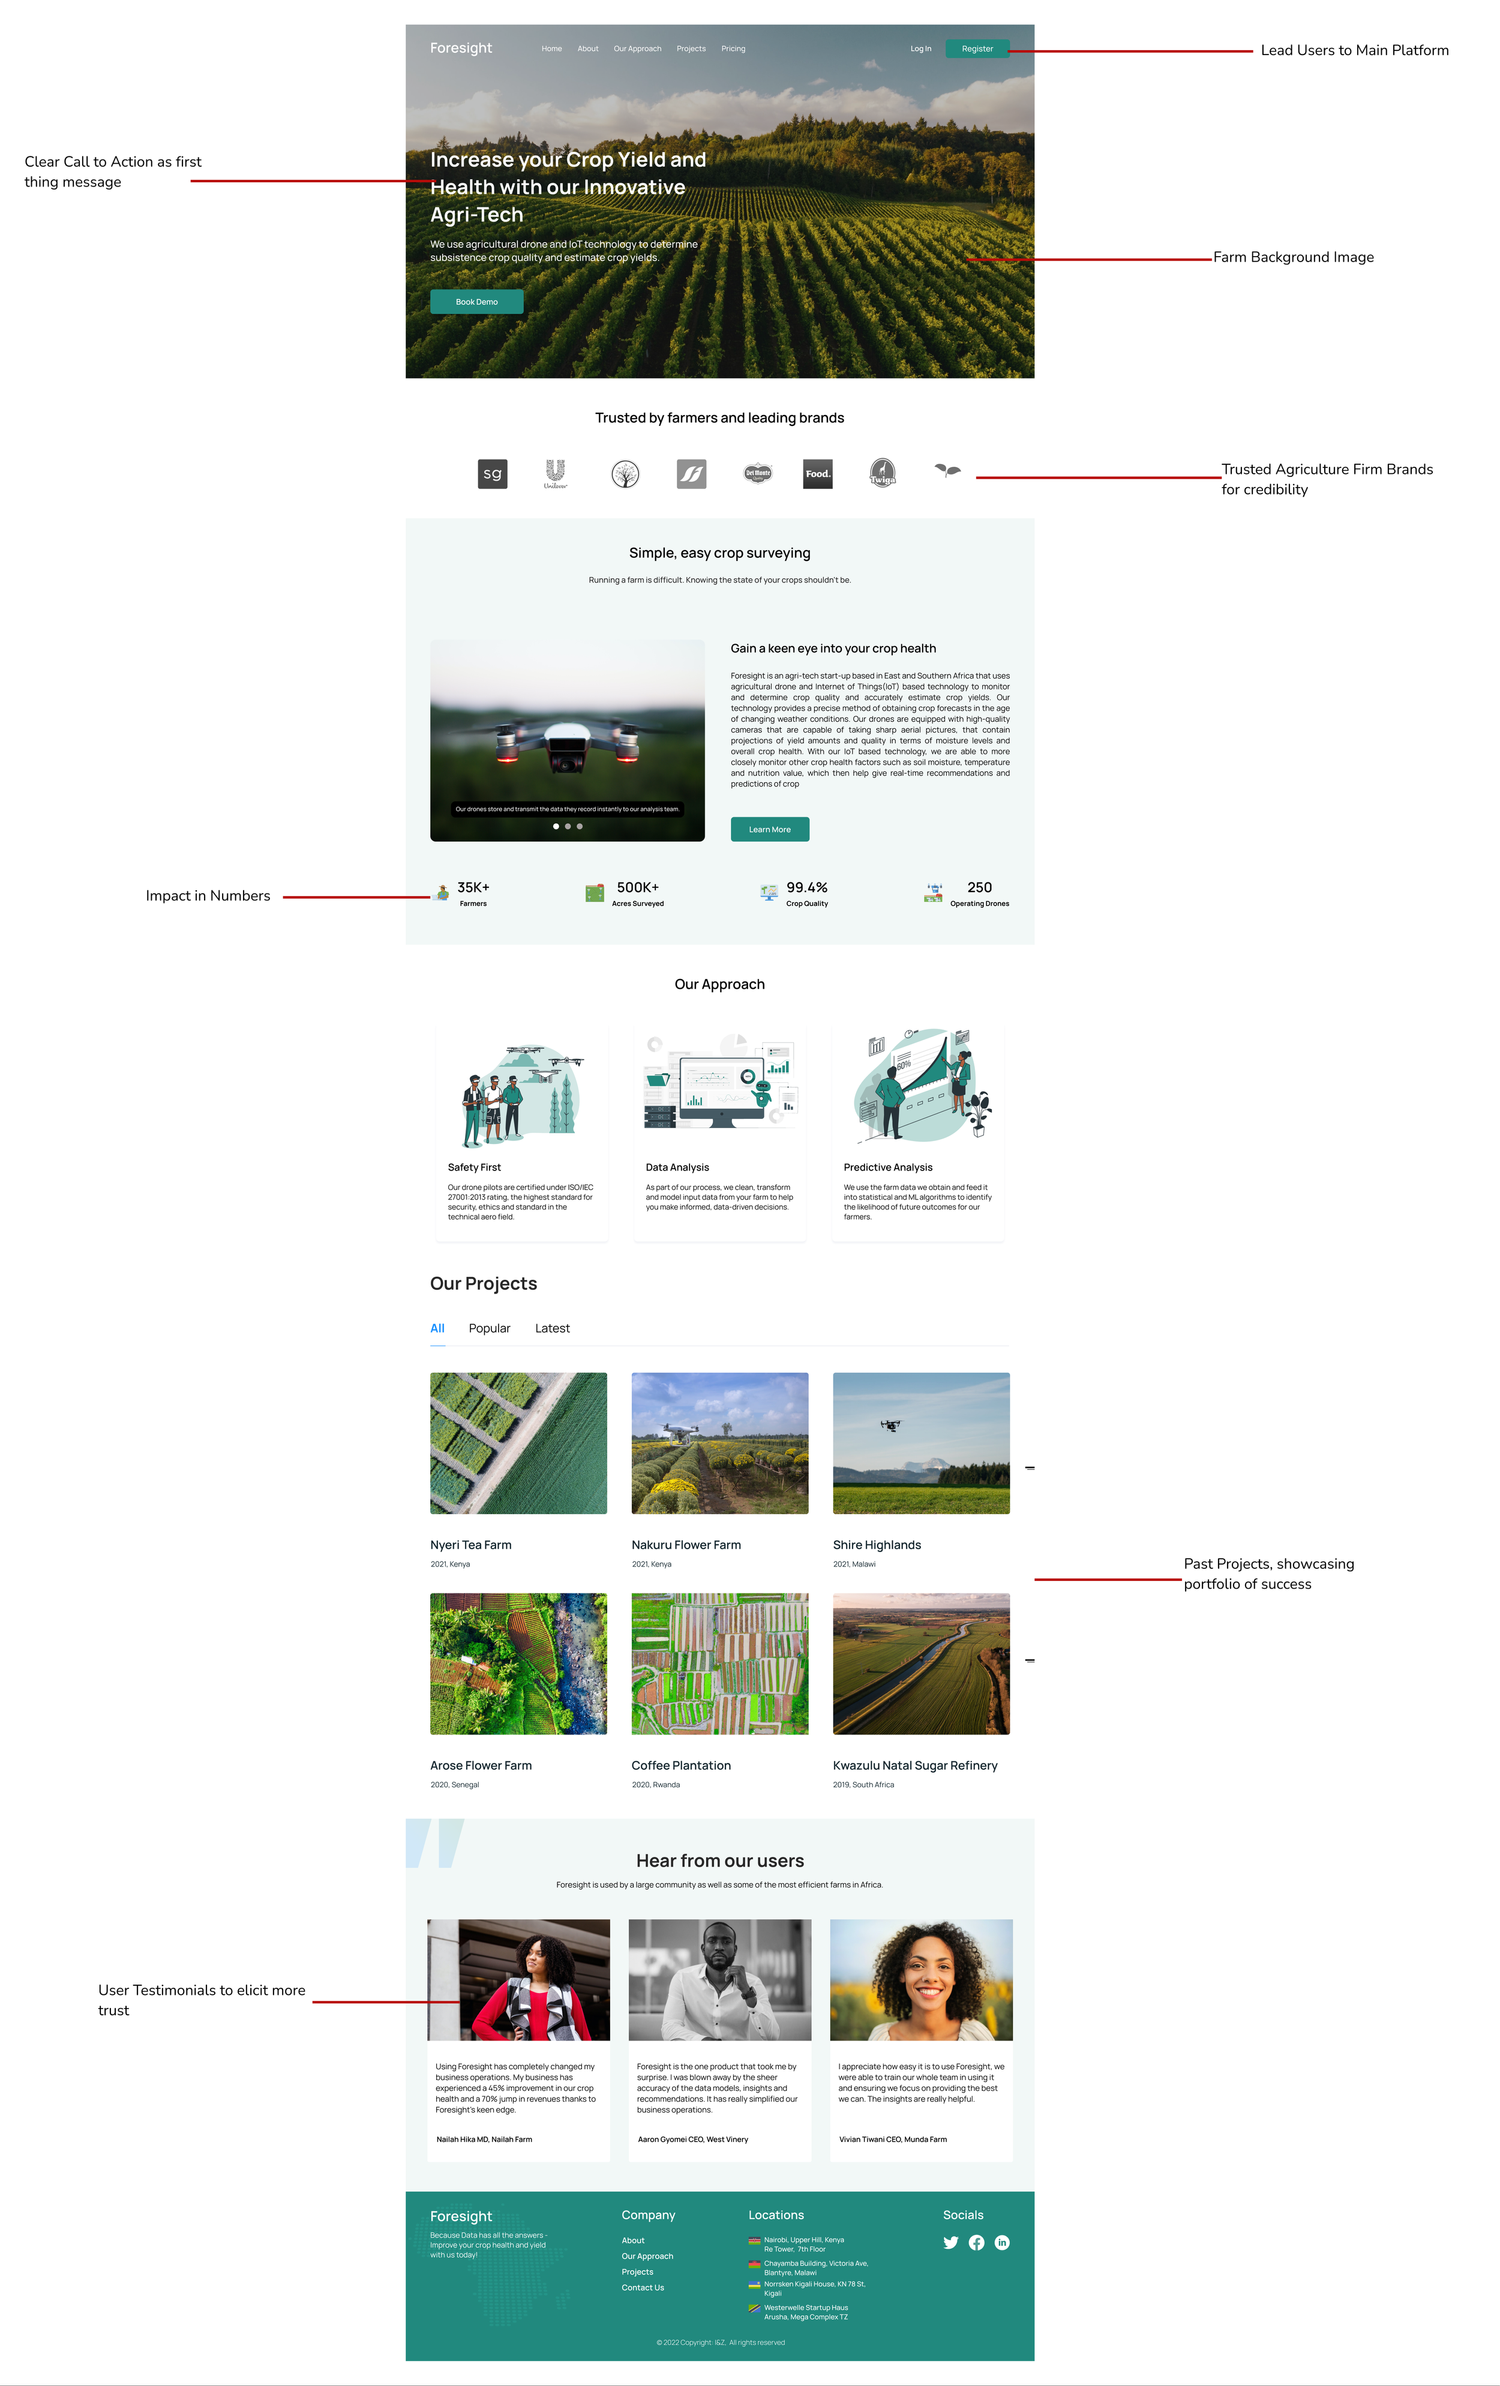 Foresight
Home
About
Our Approach
Projects
Pricing
Log In
Register
Lead Users to Main Platform
Clear Call to Action as first
thing message
Increase your Crop Yield and
Health with our Innovative
Agri-Tech
We use agricultural drone and IoT technology to determine
subsistence crop quality and estimate crop yields.
Farm Background Image
Book Demo
Trusted by farmers and leading brands
sg
Unilever
Del Monte
Food.
Twiga
Trusted Agriculture Firm Brands
for credibility
Simple, easy crop surveying
Running a farm is difficult. Knowing the state of your crops shouldn't be.
Gain a keen eye into your crop health
Foresight is an agri-tech start-up based in East and Southern Africa that uses
agricultural drone and Internet of Things(IoT) based technology to monitor
and determine crop quality and accurately estimate crop yields. Our
technology provides a precise method of obtaining crop forecasts in the age
of changing weather conditions. Our drones are equipped with high-quality
cameras that are capable of taking sharp aerial pictures, that contain
projections of yield amounts and quality in terms of moisture levels and
overall crop health. With our IoT based technology, we are able to more
closely monitor other crop health factors such as soil moisture, temperature
and nutrition value, which then help give real-time recommendations and
predictions of crop
Our drones store and transmit the data they record instantly to our analysis team.
Learn More
Impact in Numbers
35K+
Farmers
500K+
Acres Surveyed
99.4%
Crop Quality
250
Operating Drones
Our Approach
60%
Safety First
Our drone pilots are certified under ISO/IEC
27001:2013 rating, the highest standard for
security, ethics and standard in the
technical aero field.
Data Analysis
As part of our process, we clean, transform
and model input data from your farm to help
you make informed, data-driven decisions.
Predictive Analysis
We use the farm data we obtain and feed it
into statistical and ML algorithms to identify
the likelihood of future outcomes for our
farmers.
Our Projects
All
Popular
Latest
Nyeri Tea Farm
2021, Kenya
Nakuru Flower Farm
2021, Kenya
Shire Highlands
2021, Malawi
Past Projects, showcasing
portfolio of success
Arose Flower Farm
2020, Senegal
Coffee Plantation
2020, Rwanda
Kwazulu Natal Sugar Refinery
2019, South Africa
Hear from our users
Foresight is used by a large community as well as some of the most efficient farms in Africa.
User Testimonials to elicit more
trust
Using Foresight has completely changed my
business operations. My business has
experienced a 45% improvement in our crop
health and a 70% jump in revenues thanks to
Foresight's keen edge.
Nailah Hika MD, Nailah Farm
Foresight is the one product that took me by
surprise. I was blown away by the sheer
accuracy of the data models, insights and
recommendations. It has really simplified our
business operations.
Aaron Gyomei CEO, West Vinery
I appreciate how easy it is to use Foresight, we
were able to train our whole team in using it
and ensuring we focus on providing the best
we can. The insights are really helpful.
Vivian Tiwani CEO, Munda Farm
Foresight
Because Data has all the answers -
Improve your crop health and yield
with us today!
Company
About
Our Approach
Projects
Contact Us
Locations
Nairobi, Upper Hill, Kenya
Re Tower, 7th Floor
Chayamba Building, Victoria Ave,
Blantyre, Malawi
Norrsken Kigali House, KN 78 St,
Kigali
Westerwelle Startup Haus
Arusha, Mega Complex TZ
Socials
in
© 2022 Copyright: I&Z, All rights reserved